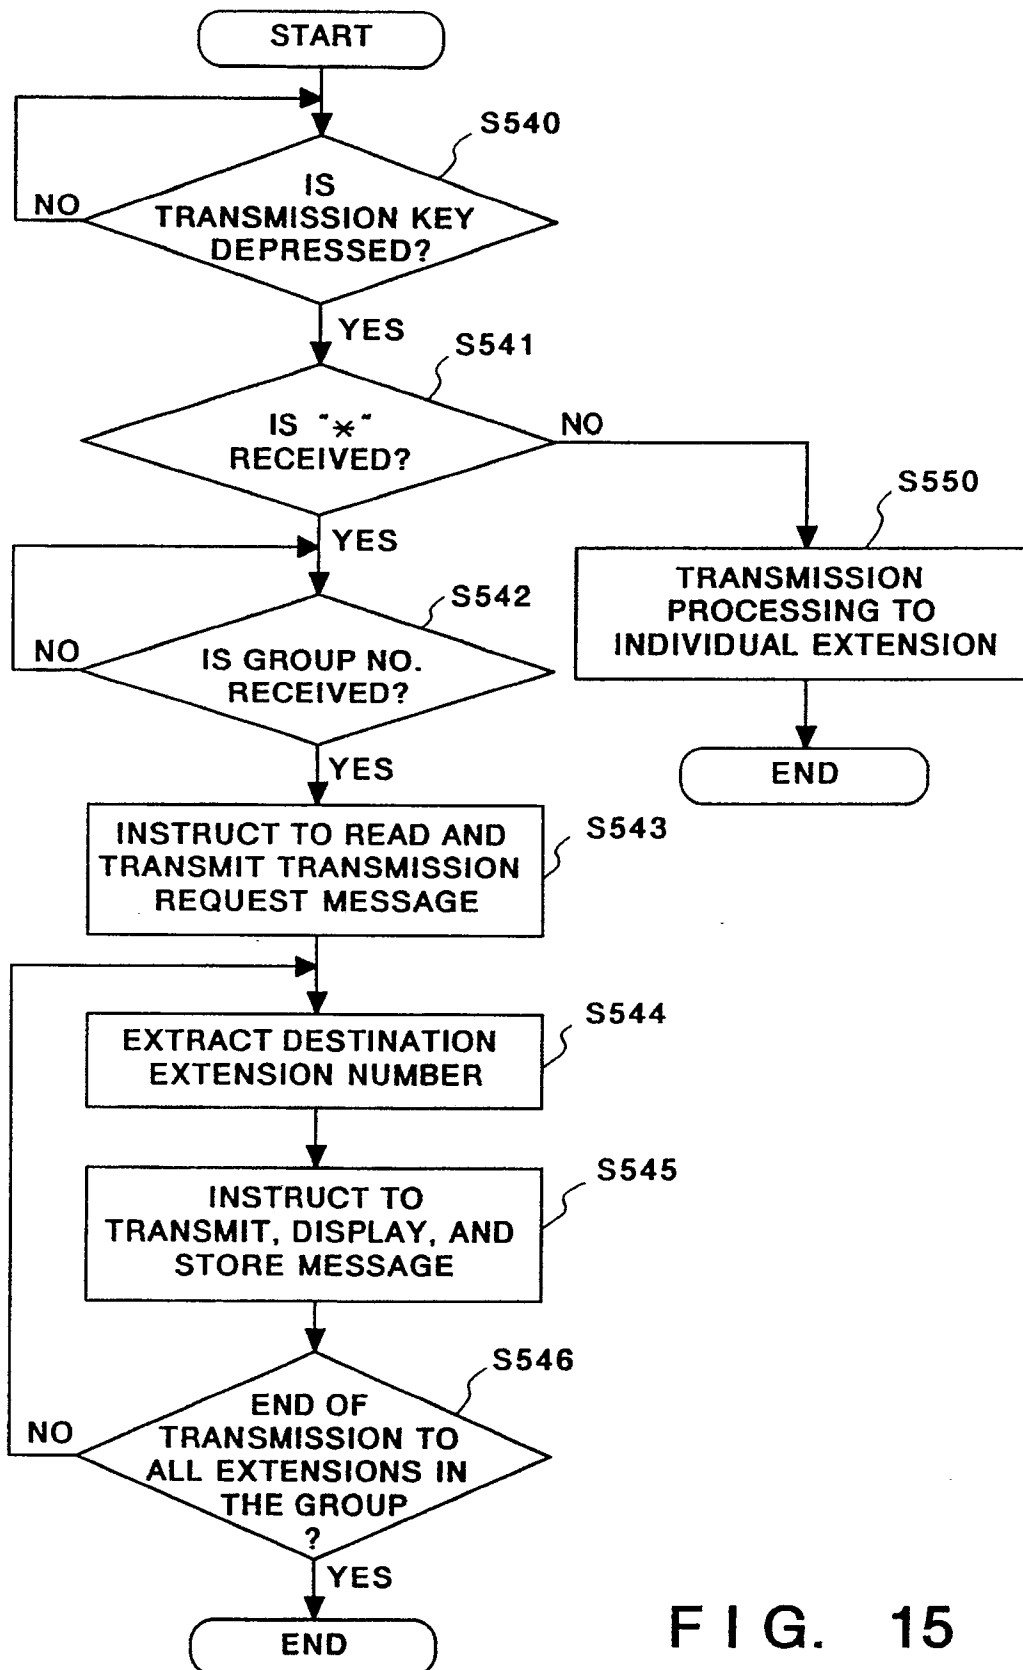 START
S540
IS
TRANSMISSION KEY
DEPRESSED?
NO
YES
S541
IS "*"
RECEIVED?
NO
YES
S550
TRANSMISSION
PROCESSING TO
INDIVIDUAL EXTENSION
END
S542
IS GROUP NO.
RECEIVED?
NO
YES
S543
INSTRUCT TO READ AND
TRANSMIT TRANSMISSION
REQUEST MESSAGE
S544
EXTRACT DESTINATION
EXTENSION NUMBER
S545
INSTRUCT TO
TRANSMIT, DISPLAY, AND
STORE MESSAGE
S546
END OF
TRANSMISSION TO
ALL EXTENSIONS IN
THE GROUP
?
NO
YES
END
FIG. 15